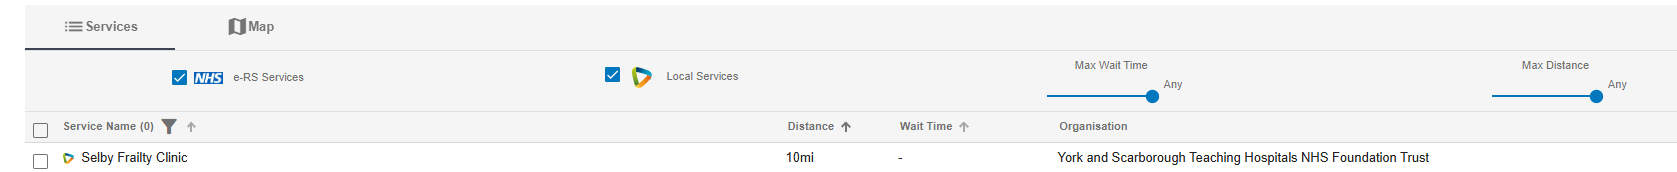 Services Map
NHS e-RS Services Local Services Max Wait Time Any Max Distance Any
Service Name (0) Distance Wait Time Organisation
Selby Frailty Clinic 10mi - York and Scarborough Teaching Hospitals NHS Foundation Trust